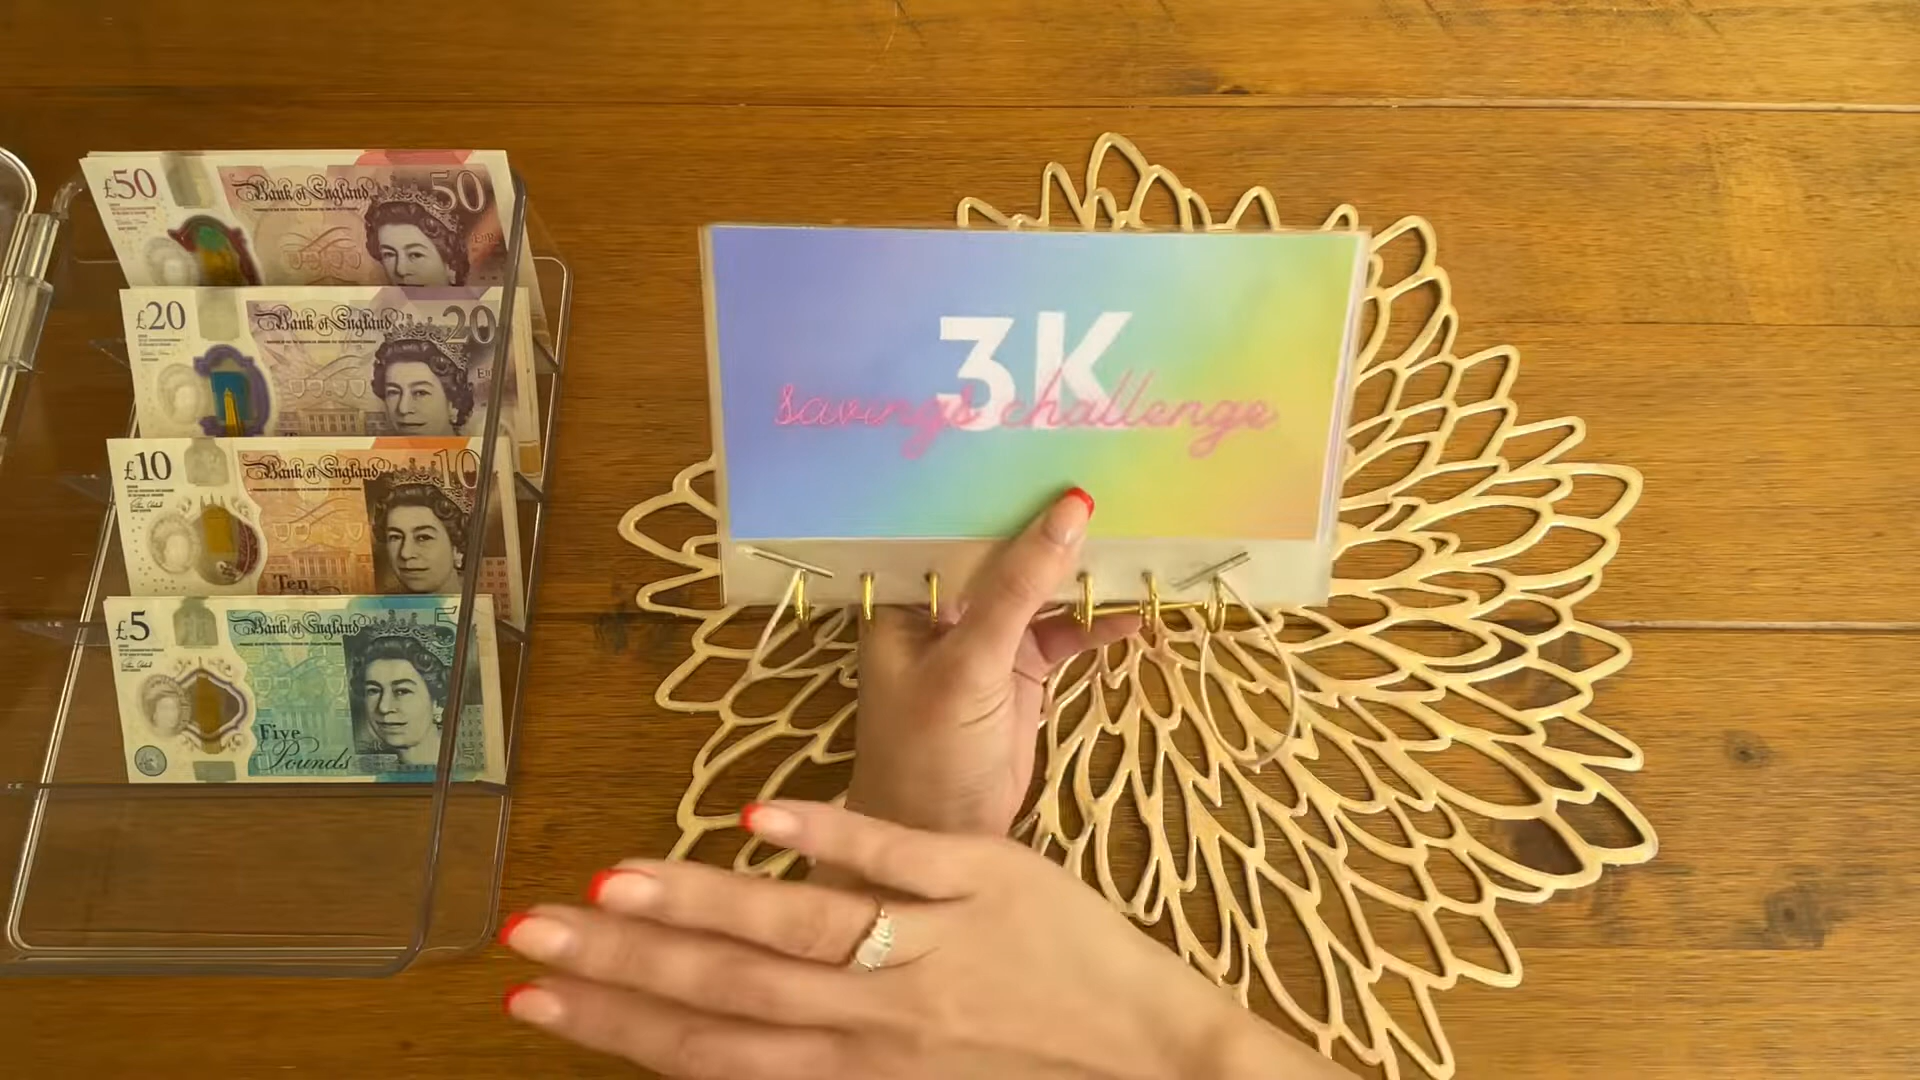 £50
Bank of England
50
£20
Bank of England
20
£10
Bank of England
10
Ten
£5
Bank of England
5
Five
Pounds
3K
savings challenge